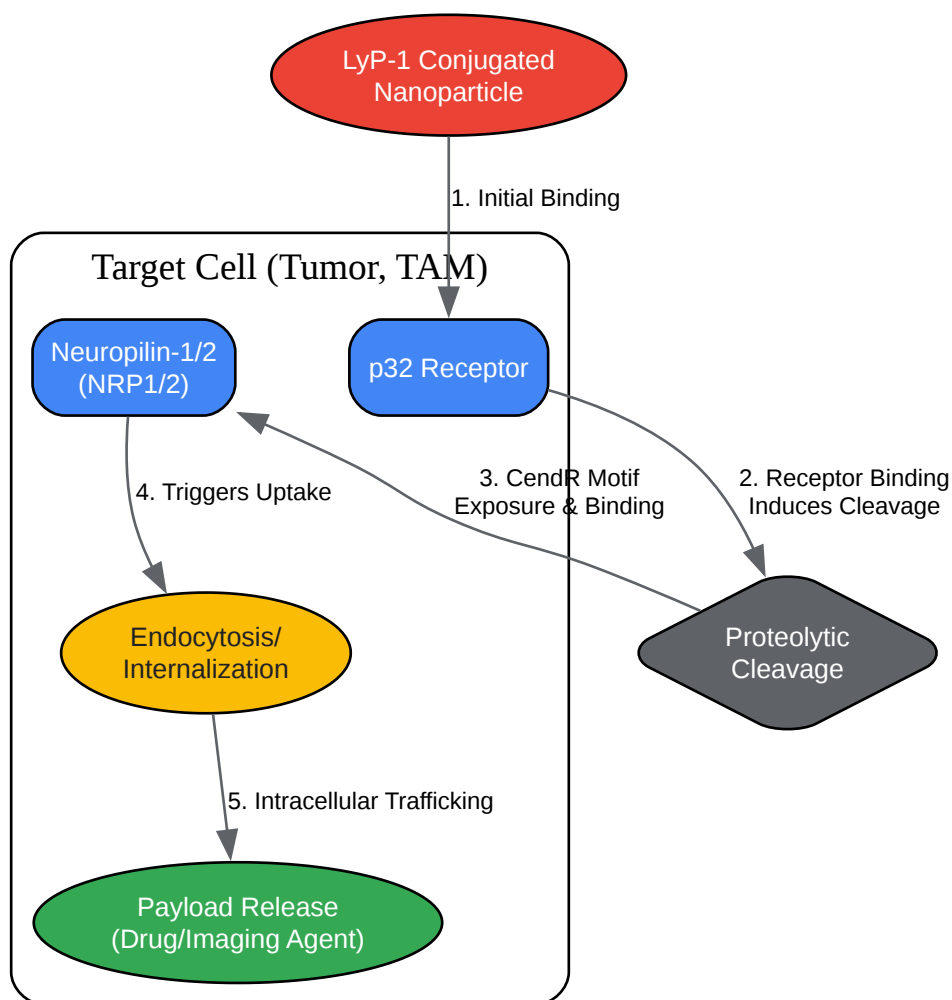 LyP-1 Conjugated
Nanoparticle
1. Initial Binding
Target Cell (Tumor, TAM)
Neuropilin-1/2
(NRP1/2)
p32 Receptor
4. Triggers Uptake
3. CendR Motif
Exposure & Binding
2. Receptor Binding
Induces Cleavage
Endocytosis/
Internalization
Proteolytic
Cleavage
5. Intracellular Trafficking
Payload Release
(Drug/Imaging Agent)